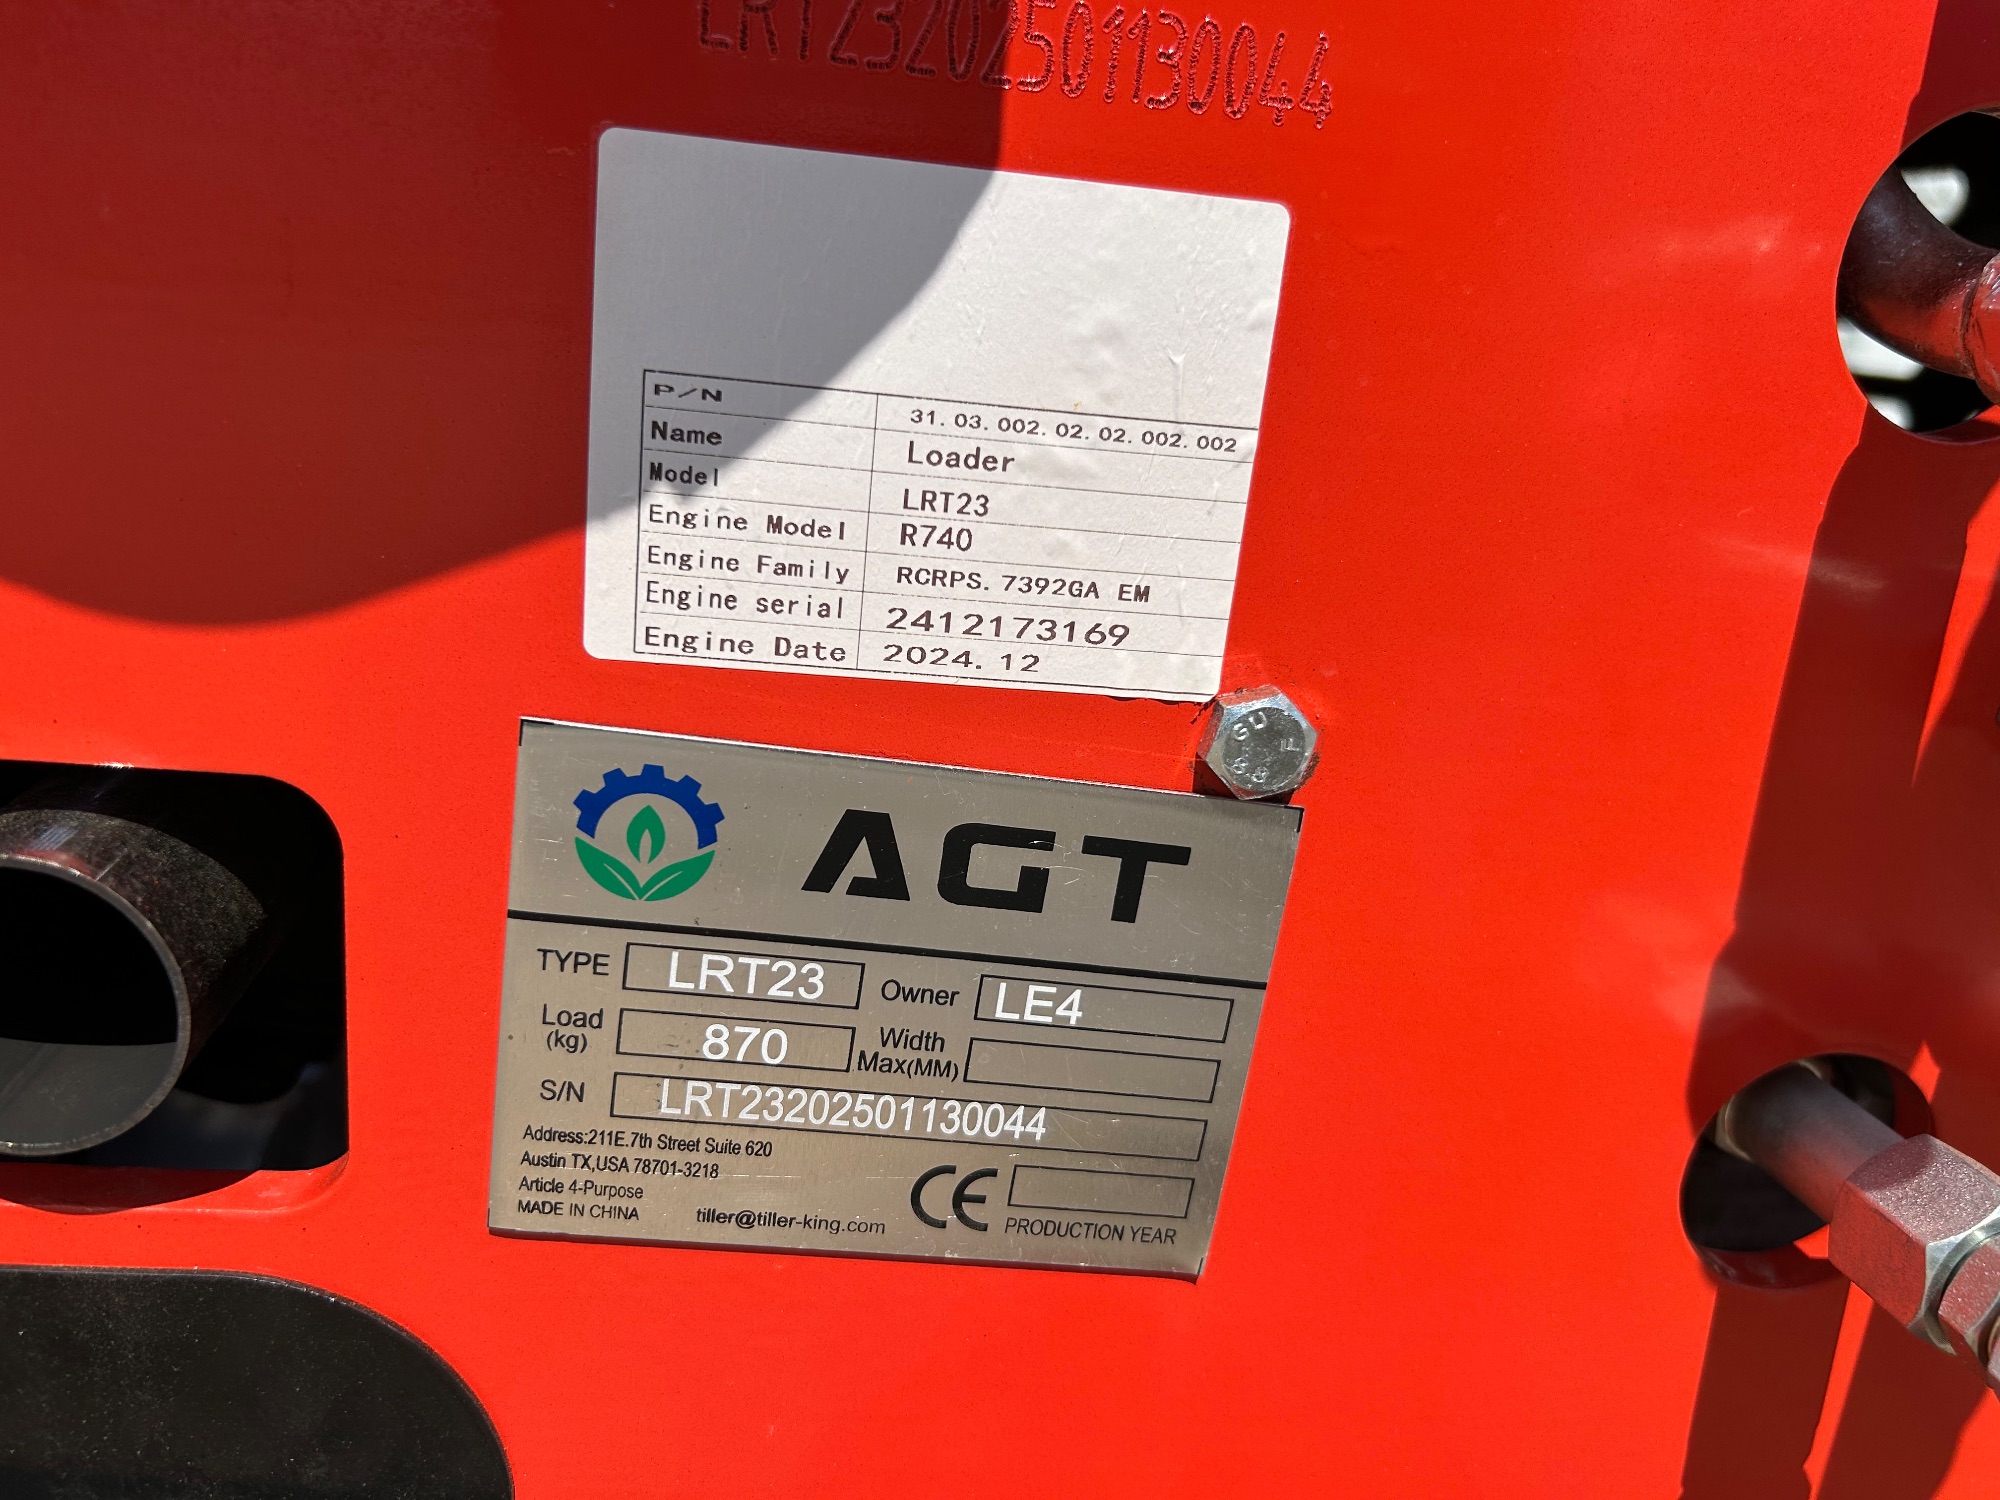 LRT23202501130044
P/N 31. 03. 002. 02. 02. 002. 002
Name Loader
Model LRT23
Engine Model R740
Engine Family RCRPS. 7392GA EM
Engine serial 2412173169
Engine Date 2024. 12
GD F
8.8
AGT
TYPE LRT23 Owner LE4
Load (kg) 870 Width Max(MM)
S/N LRT23202501130044
Address:211E.7th Street Suite 620
Austin TX,USA 78701-3218
Article 4-Purpose
MADE IN CHINA
tiller@tiller-king.com
CE
PRODUCTION YEAR